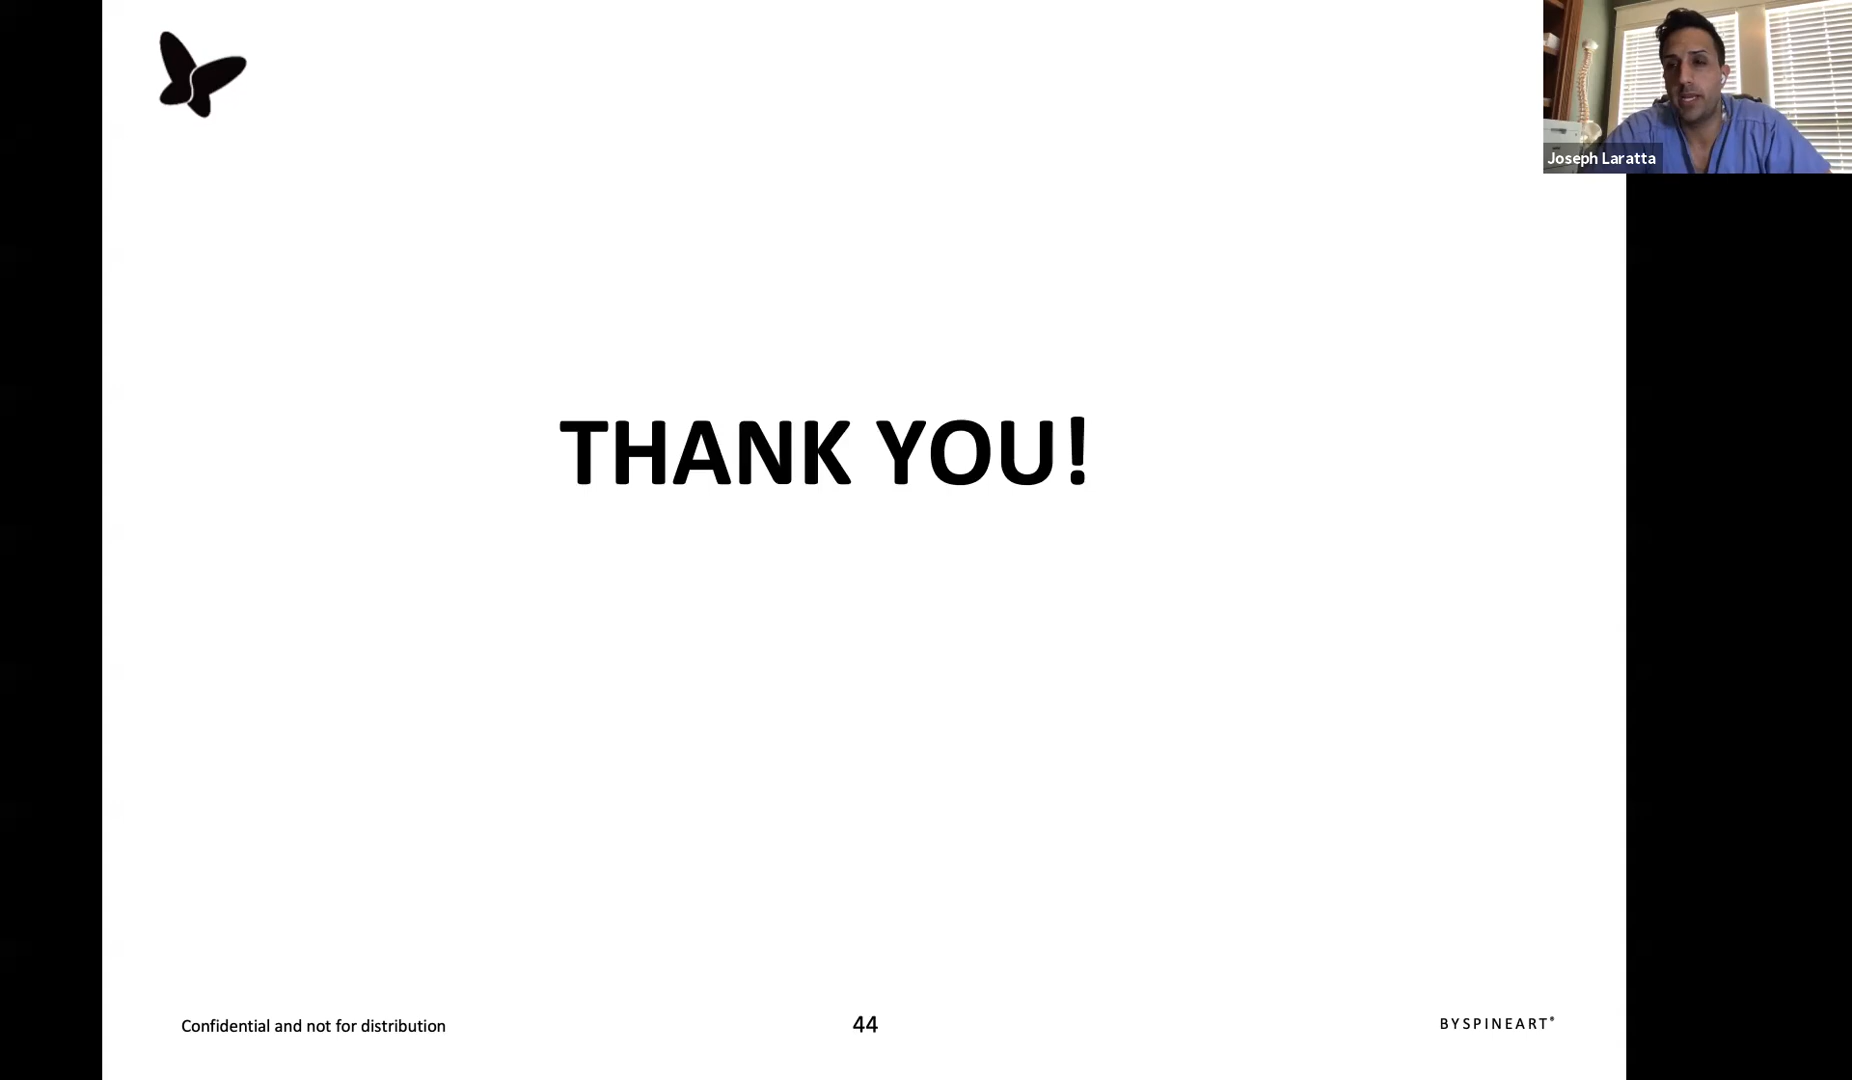 Joseph Laratta
THANK YOU!
Confidential and not for distribution
44
BYSPINEART®